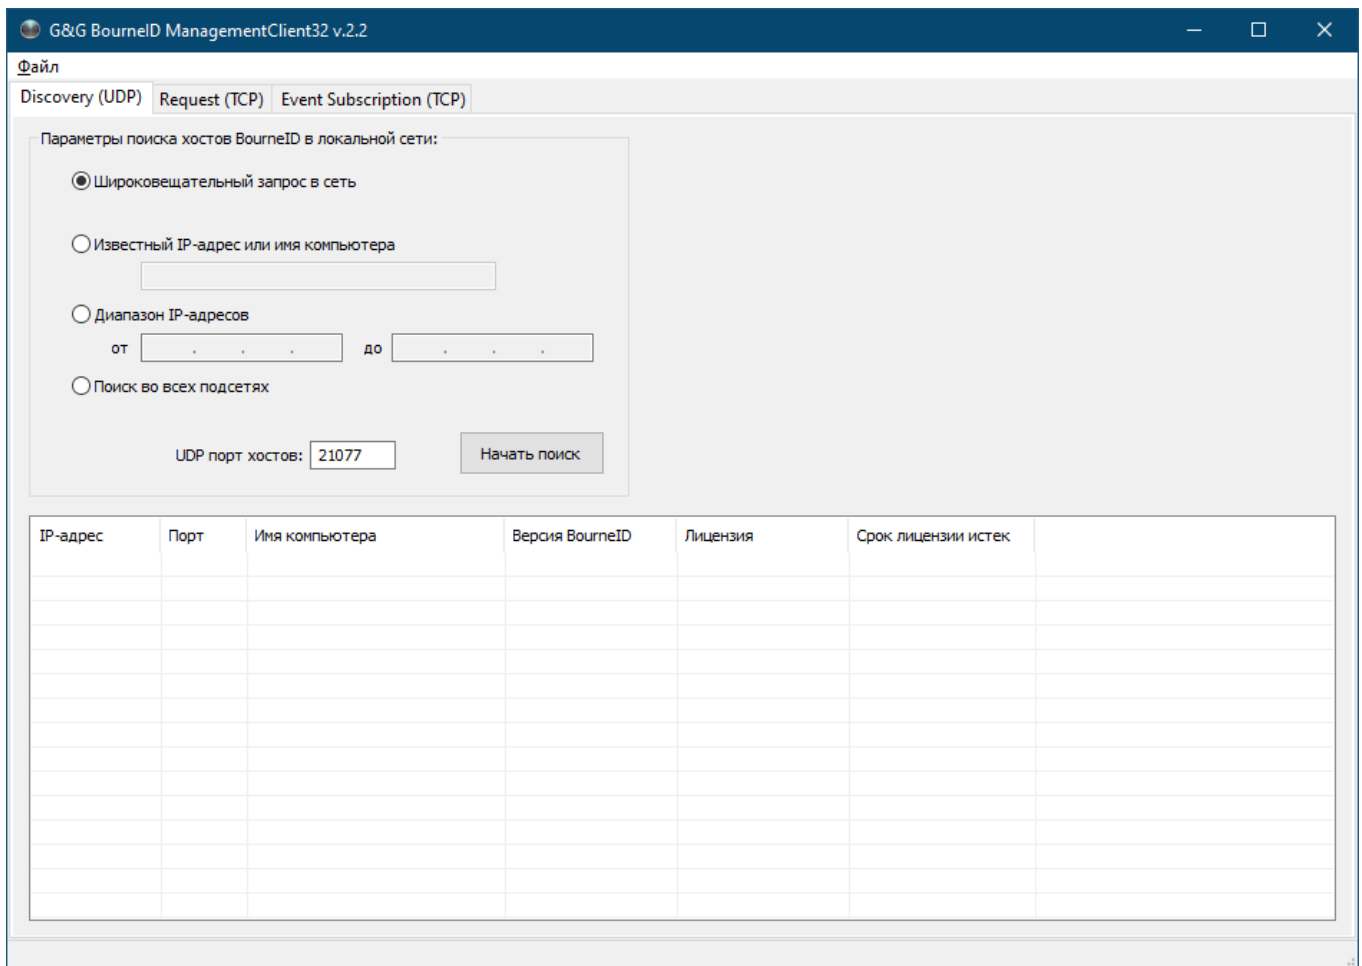 G&G BourneID ManagementClient32 v.2.2
Файл
Discovery (UDP) Request (TCP) Event Subscription (TCP)
Параметры поиска хостов BourneID в локальной сети:
Широковещательный запрос в сеть
Известный IP-адрес или имя компьютера
Диапазон IP-адресов
от . . . до . . .
Поиск во всех подсетях
UDP порт хостов: 21077 Начать поиск
IP-адрес Порт Имя компьютера Версия BourneID Лицензия Срок лицензии истек